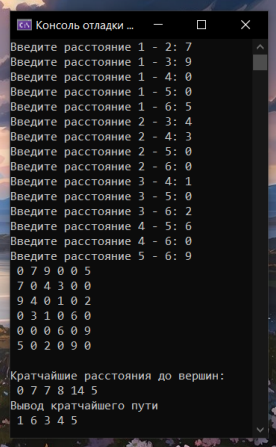 Консоль отладки ...
Введите расстояние 1 - 2: 7
Введите расстояние 1 - 3: 9
Введите расстояние 1 - 4: 0
Введите расстояние 1 - 5: 0
Введите расстояние 1 - 6: 5
Введите расстояние 2 - 3: 4
Введите расстояние 2 - 4: 3
Введите расстояние 2 - 5: 0
Введите расстояние 2 - 6: 0
Введите расстояние 3 - 4: 1
Введите расстояние 3 - 5: 0
Введите расстояние 3 - 6: 2
Введите расстояние 4 - 5: 6
Введите расстояние 4 - 6: 0
Введите расстояние 5 - 6: 9
0 7 9 0 0 5
7 0 4 3 0 0
9 4 0 1 0 2
0 3 1 0 6 0
0 0 0 6 0 9
5 0 2 0 9 0
Кратчайшие расстояния до вершин:
0 7 7 8 14 5
Вывод кратчайшего пути
1 6 3 4 5